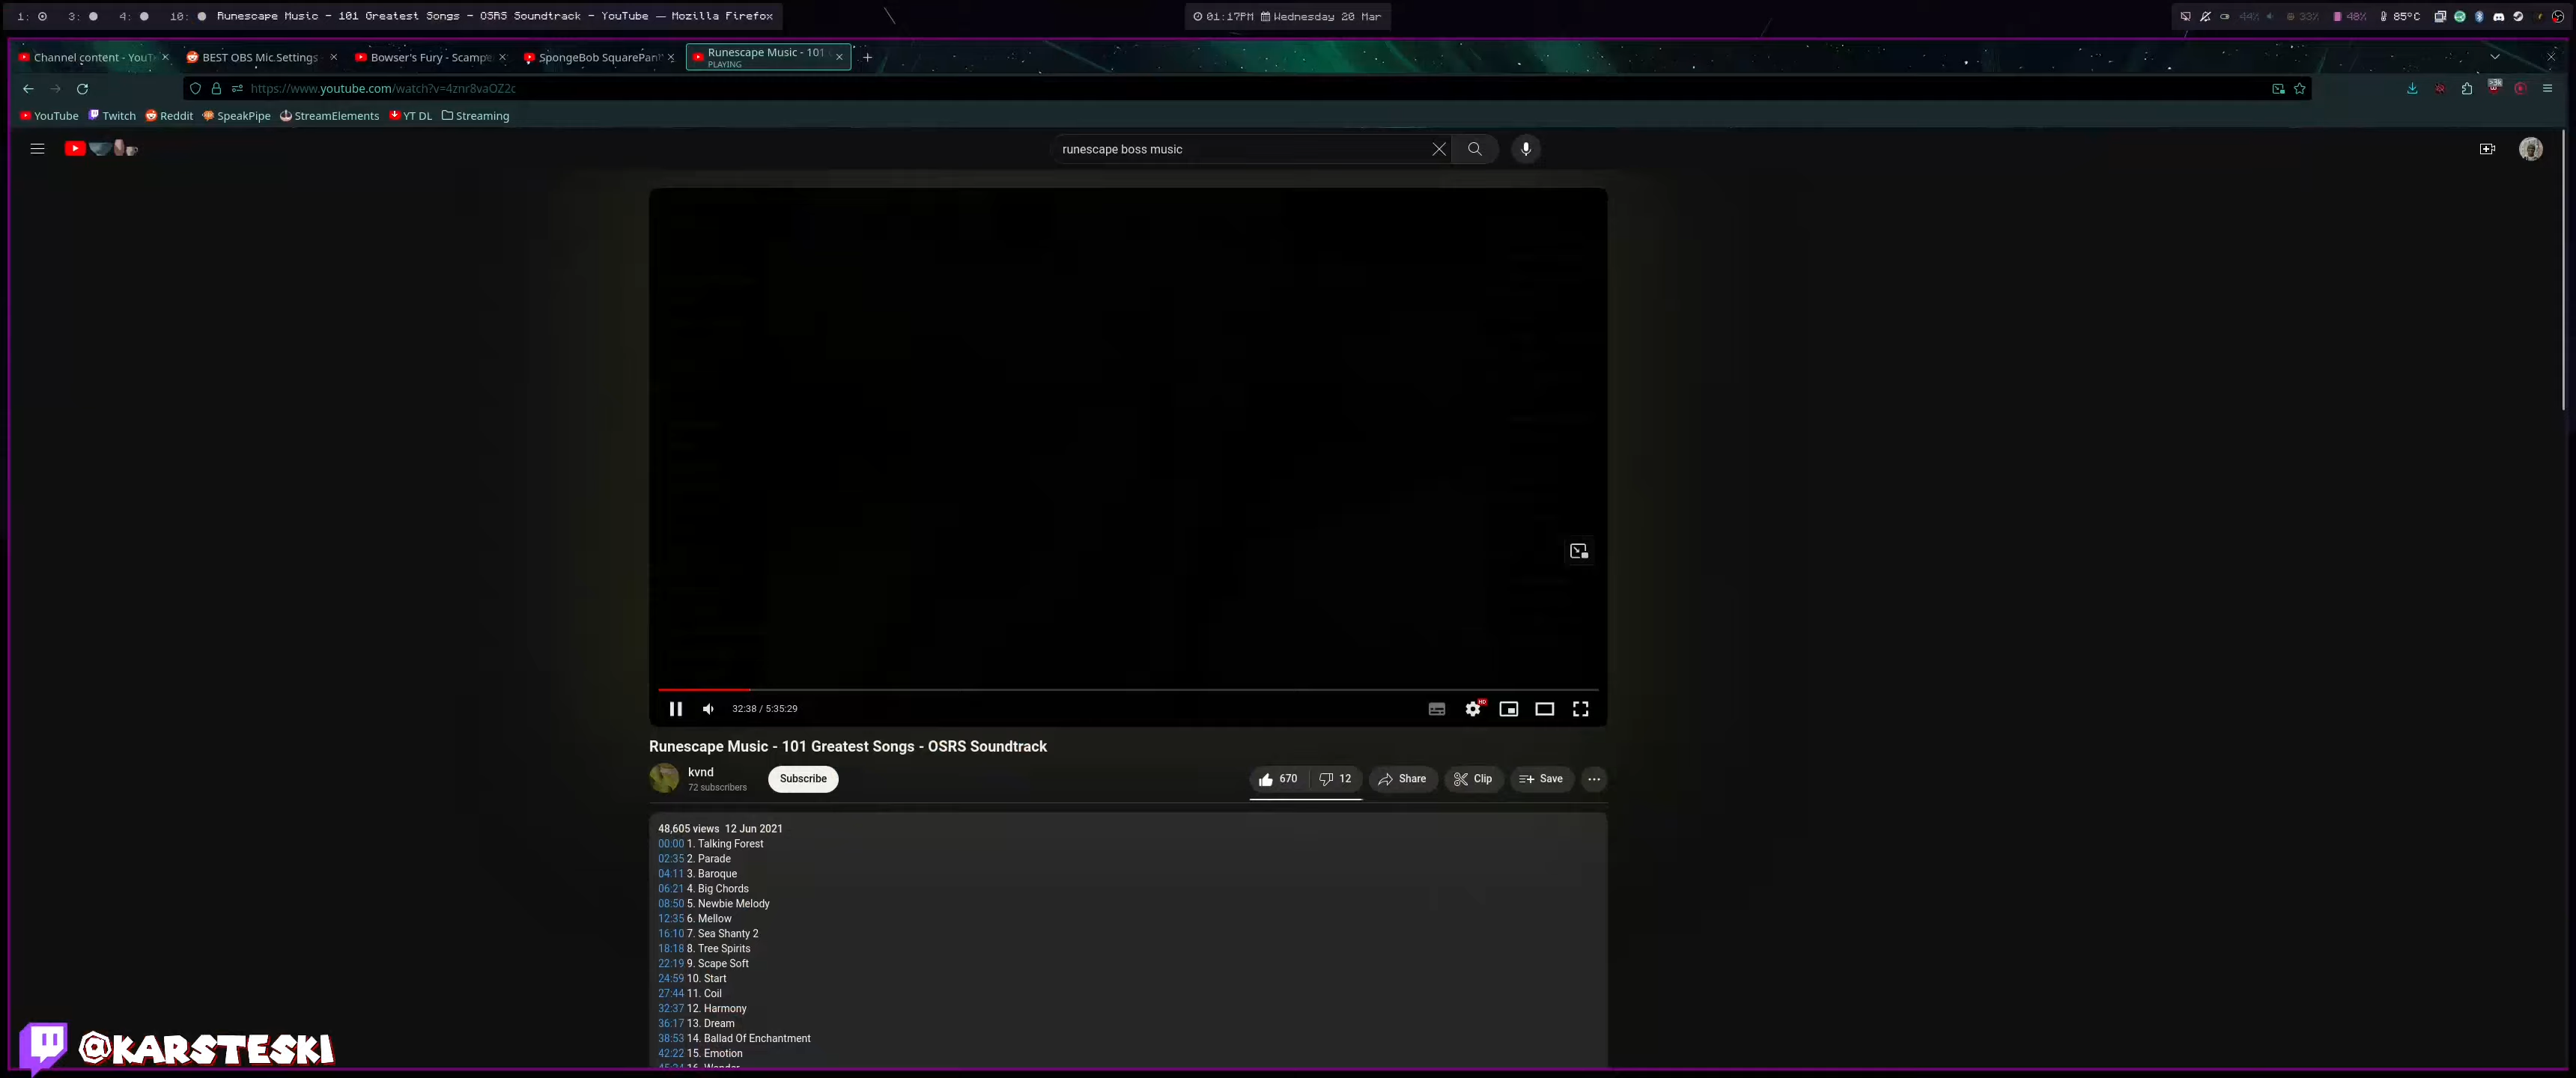 1: 3: 4: 10: Runescape Music - 101 Greatest Songs - OSRS Soundtrack - YouTube — Mozilla Firefox
01:17PM Wednesday 20 Mar
44% 33% 48% 85°C
Channel content - YouT
BEST OBS Mic Settings
Bowser's Fury - Scampe
SpongeBob SquarePant
Runescape Music - 101
PLAYING
https://www.youtube.com/watch?v=4znr8vaOZ2c
YouTube Twitch Reddit SpeakPipe StreamElements YT DL Streaming
runescape boss music
32:38 / 5:35:29
HD
Runescape Music - 101 Greatest Songs - OSRS Soundtrack
kvnd
72 subscribers
Subscribe
670 12 Share Clip Save
48,605 views 12 Jun 2021
00:00 1. Talking Forest
02:35 2. Parade
04:11 3. Baroque
06:21 4. Big Chords
08:50 5. Newbie Melody
12:35 6. Mellow
16:10 7. Sea Shanty 2
18:18 8. Tree Spirits
22:19 9. Scape Soft
24:59 10. Start
27:44 11. Coil
32:37 12. Harmony
36:17 13. Dream
38:53 14. Ballad Of Enchantment
42:22 15. Emotion
@KARSTESKI